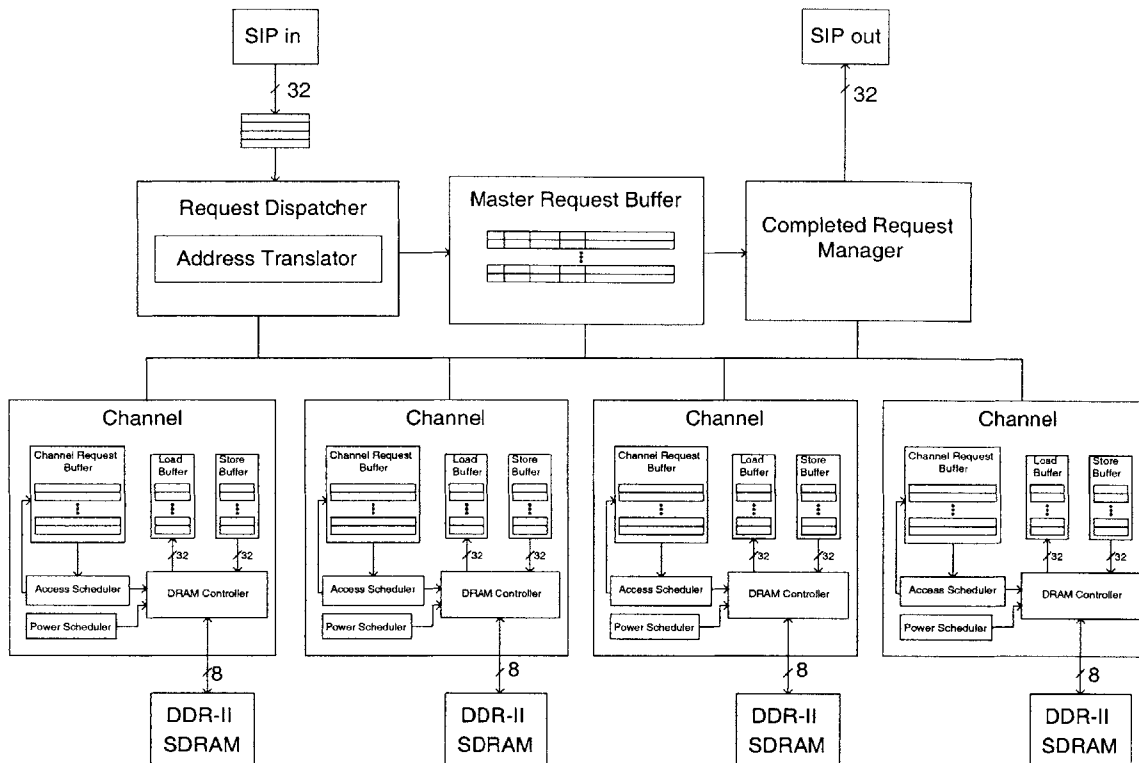 SIP in
SIP out
32
32
Request Dispatcher
Address Translator
Master Request Buffer
Completed Request
Manager
Channel
Channel Request
Buffer
Load
Buffer
Store
Buffer
32
32
Access Scheduler
DRAM Controller
Power Scheduler
8
DDR-II
SDRAM
Channel
Channel Request
Buffer
Load
Buffer
Store
Buffer
32
32
Access Scheduler
DRAM Controller
Power Scheduler
8
DDR-II
SDRAM
Channel
Channel Request
Buffer
Load
Buffer
Store
Buffer
32
32
Access Scheduler
DRAM Controller
Power Scheduler
8
DDR-II
SDRAM
Channel
Channel Request
Buffer
Load
Buffer
Store
Buffer
32
32
Access Scheduler
DRAM Controller
Power Scheduler
8
DDR-II
SDRAM